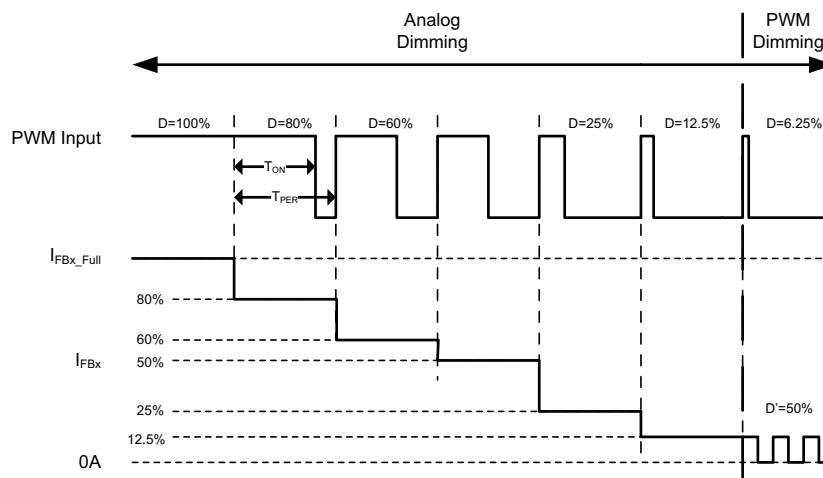 Analog
Dimming
PWM
Dimming
D=100%
D=80%
D=60%
D=25%
D=12.5%
D=6.25%
PWM Input
TON
TPER
IFBx_Full
80%
60%
IFBx
50%
25%
D'=50%
12.5%
0A